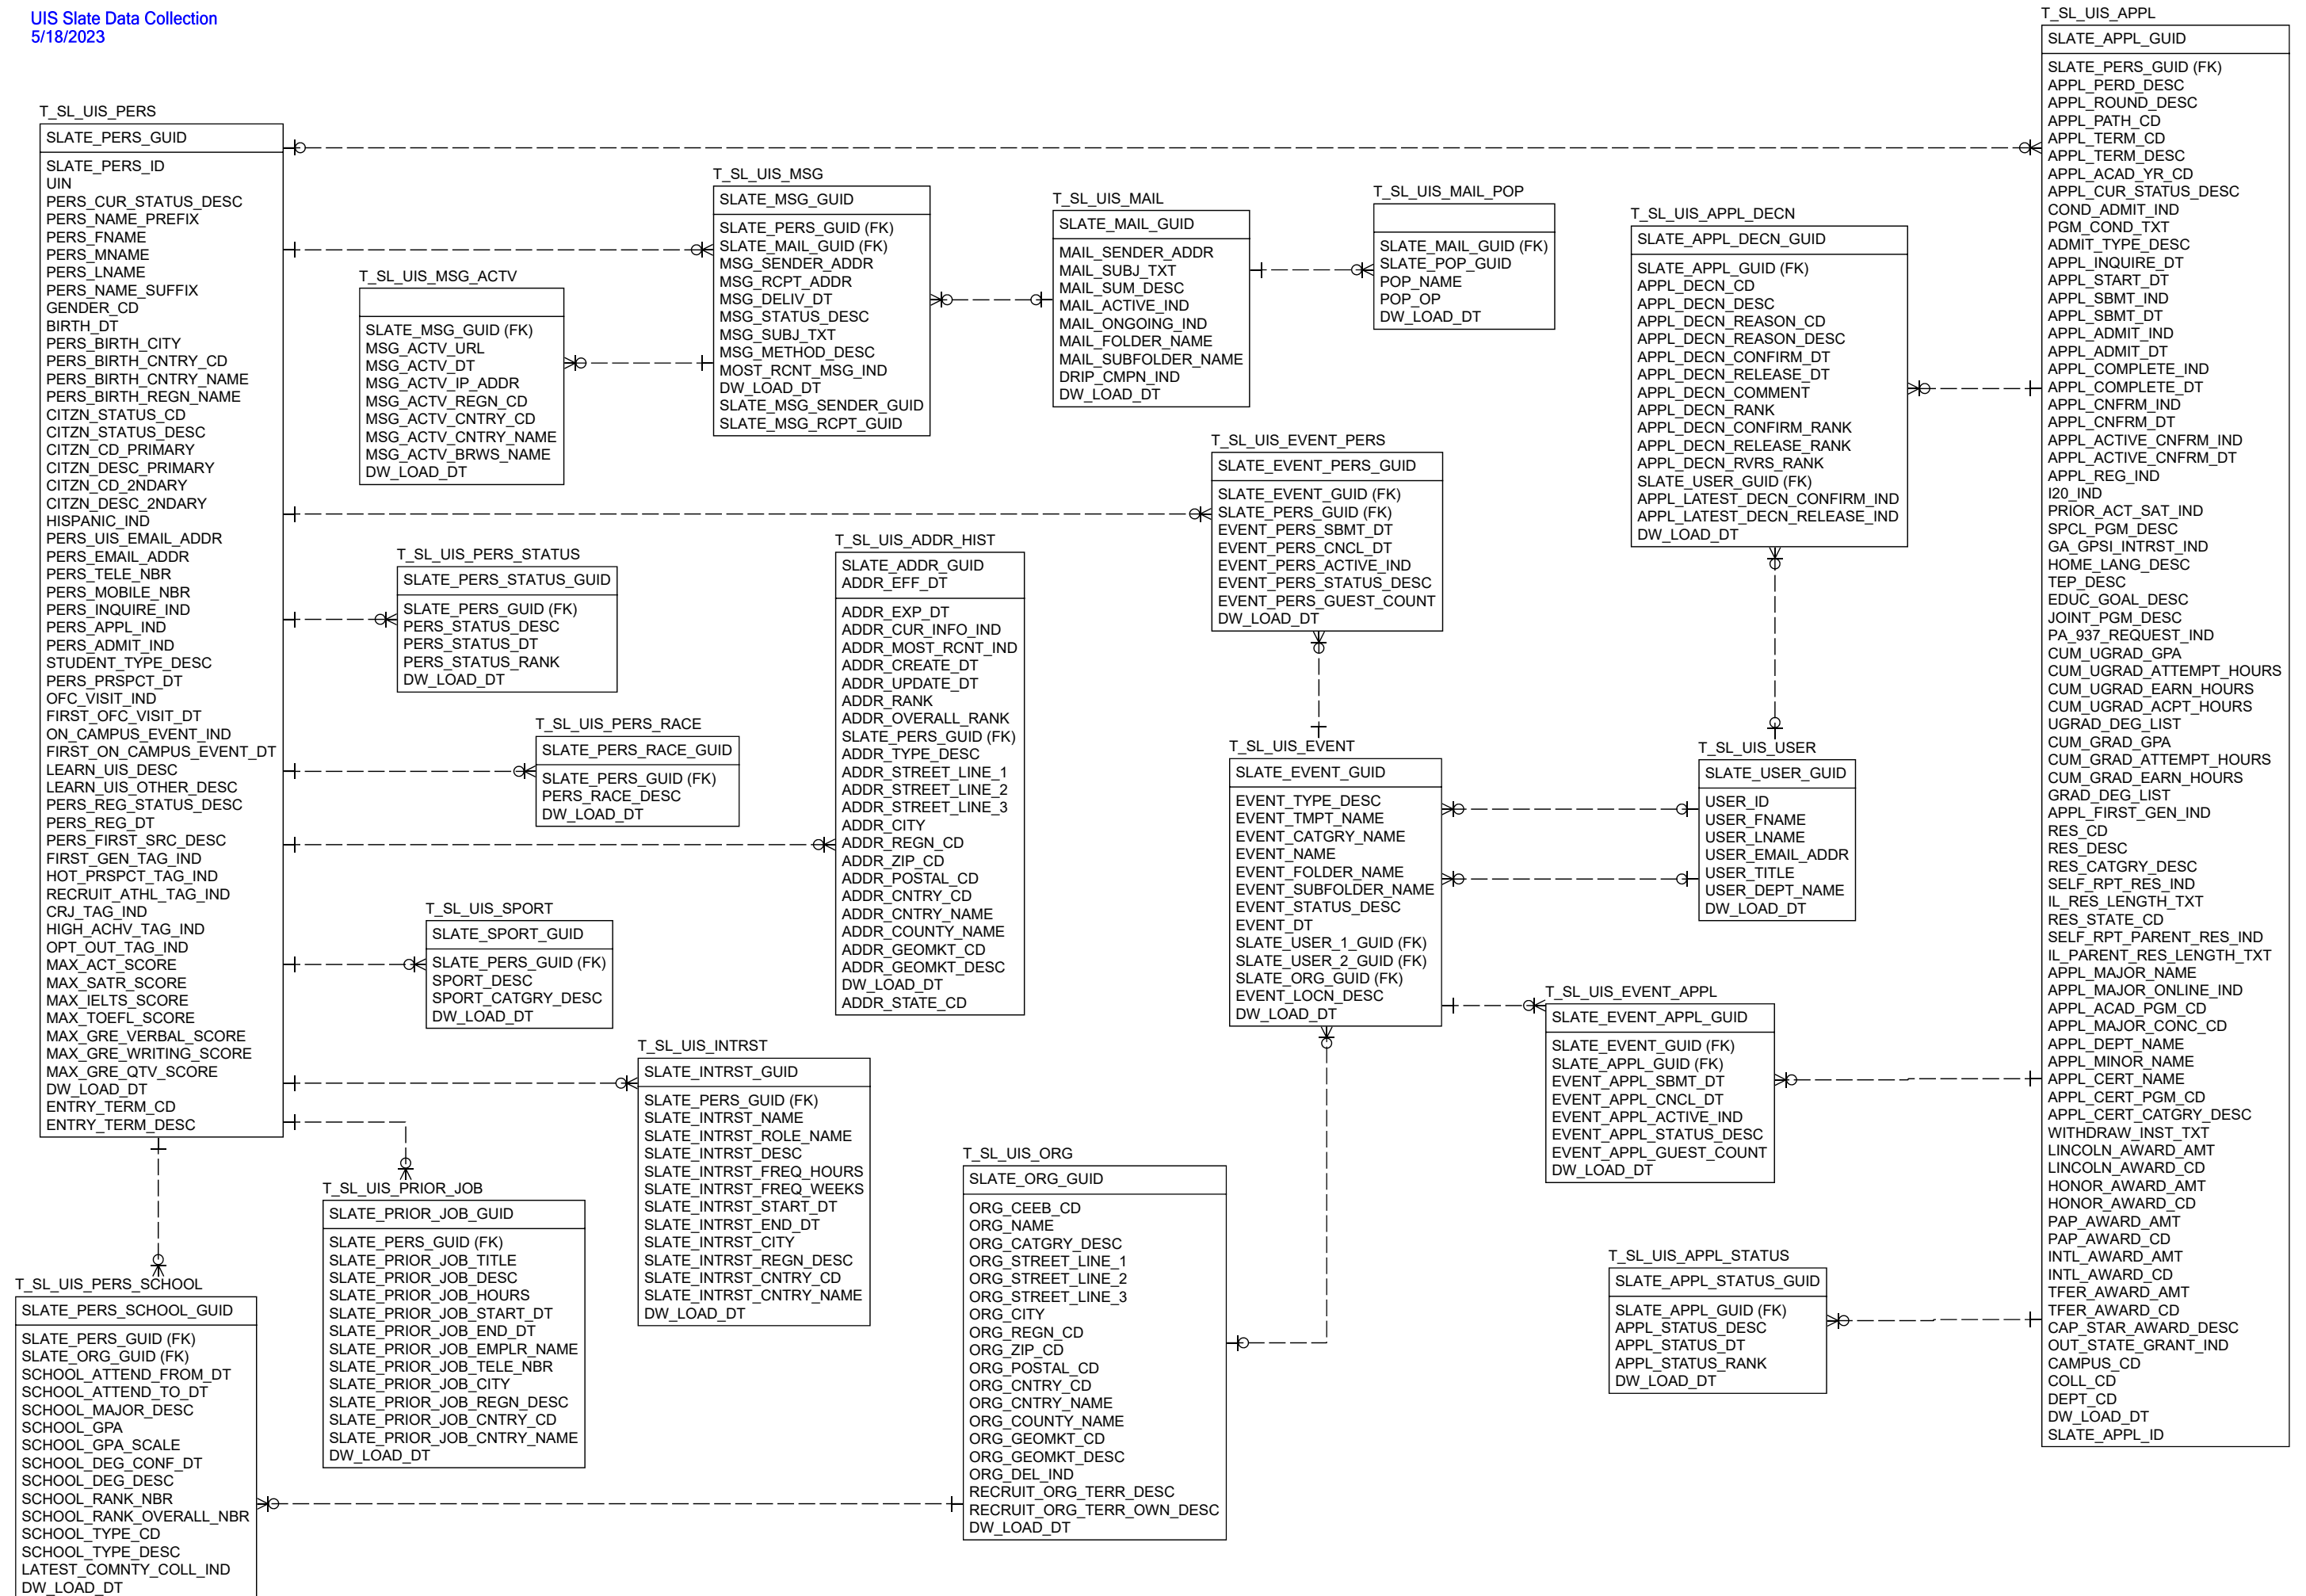 UIS Slate Data Collection
5/18/2023
T_SL_UIS_PERS
SLATE_PERS_GUID
SLATE_PERS_ID
UIN
PERS_CUR_STATUS_DESC
PERS_NAME_PREFIX
PERS_FNAME
PERS_MNAME
PERS_LNAME
PERS_NAME_SUFFIX
GENDER_CD
BIRTH_DT
PERS_BIRTH_CITY
PERS_BIRTH_CNTRY_CD
PERS_BIRTH_CNTRY_NAME
PERS_BIRTH_REGN_NAME
CITZN_STATUS_CD
CITZN_STATUS_DESC
CITZN_CD_PRIMARY
CITZN_DESC_PRIMARY
CITZN_CD_2NDARY
CITZN_DESC_2NDARY
HISPANIC_IND
PERS_UIS_EMAIL_ADDR
PERS_EMAIL_ADDR
PERS_TELE_NBR
PERS_MOBILE_NBR
PERS_INQUIRE_IND
PERS_APPL_IND
PERS_ADMIT_IND
STUDENT_TYPE_DESC
PERS_PRSPCT_DT
OFC_VISIT_IND
FIRST_OFC_VISIT_DT
ON_CAMPUS_EVENT_IND
FIRST_ON_CAMPUS_EVENT_DT
LEARN_UIS_DESC
LEARN_UIS_OTHER_DESC
PERS_REG_STATUS_DESC
PERS_REG_DT
PERS_FIRST_SRC_DESC
FIRST_GEN_TAG_IND
HOT_PRSPCT_TAG_IND
RECRUIT_ATHL_TAG_IND
CRJ_TAG_IND
HIGH_ACHV_TAG_IND
OPT_OUT_TAG_IND
MAX_ACT_SCORE
MAX_SATR_SCORE
MAX_IELTS_SCORE
MAX_TOEFL_SCORE
MAX_GRE_VERBAL_SCORE
MAX_GRE_WRITING_SCORE
MAX_GRE_QTV_SCORE
DW_LOAD_DT
ENTRY_TERM_CD
ENTRY_TERM_DESC
T_SL_UIS_MSG
SLATE_MSG_GUID
SLATE_PERS_GUID (FK)
SLATE_MAIL_GUID (FK)
MSG_SENDER_ADDR
MSG_RCPT_ADDR
MSG_DELIV_DT
MSG_STATUS_DESC
MSG_SUBJ_TXT
MSG_METHOD_DESC
MOST_RCNT_MSG_IND
DW_LOAD_DT
SLATE_MSG_SENDER_GUID
SLATE_MSG_RCPT_GUID
T_SL_UIS_MAIL
SLATE_MAIL_GUID
MAIL_SENDER_ADDR
MAIL_SUBJ_TXT
MAIL_SUM_DESC
MAIL_ACTIVE_IND
MAIL_ONGOING_IND
MAIL_FOLDER_NAME
MAIL_SUBFOLDER_NAME
DRIP_CMPN_IND
DW_LOAD_DT
T_SL_UIS_MAIL_POP
SLATE_MAIL_GUID (FK)
SLATE_POP_GUID
POP_NAME
POP_OP
DW_LOAD_DT
T_SL_UIS_MSG_ACTV
SLATE_MSG_GUID (FK)
MSG_ACTV_URL
MSG_ACTV_DT
MSG_ACTV_IP_ADDR
MSG_ACTV_REGN_CD
MSG_ACTV_CNTRY_CD
MSG_ACTV_CNTRY_NAME
MSG_ACTV_BRWS_NAME
DW_LOAD_DT
T_SL_UIS_APPL_DECN
SLATE_APPL_DECN_GUID
SLATE_APPL_GUID (FK)
APPL_DECN_CD
APPL_DECN_DESC
APPL_DECN_REASON_CD
APPL_DECN_REASON_DESC
APPL_DECN_CONFIRM_DT
APPL_DECN_RELEASE_DT
APPL_DECN_COMMENT
APPL_DECN_RANK
APPL_DECN_CONFIRM_RANK
APPL_DECN_RELEASE_RANK
APPL_DECN_RVRS_RANK
SLATE_USER_GUID (FK)
APPL_LATEST_DECN_CONFIRM_IND
APPL_LATEST_DECN_RELEASE_IND
DW_LOAD_DT
T_SL_UIS_APPL
SLATE_APPL_GUID
SLATE_PERS_GUID (FK)
APPL_PERD_DESC
APPL_ROUND_DESC
APPL_PATH_CD
APPL_TERM_CD
APPL_TERM_DESC
APPL_ACAD_YR_CD
APPL_CUR_STATUS_DESC
COND_ADMIT_IND
PGM_COND_TXT
ADMIT_TYPE_DESC
APPL_INQUIRE_DT
APPL_START_DT
APPL_SBMT_IND
APPL_SBMT_DT
APPL_ADMIT_IND
APPL_ADMIT_DT
APPL_COMPLETE_IND
APPL_COMPLETE_DT
APPL_CNFRM_IND
APPL_CNFRM_DT
APPL_ACTIVE_CNFRM_IND
APPL_ACTIVE_CNFRM_DT
APPL_REG_IND
I20_IND
PRIOR_ACT_SAT_IND
SPCL_PGM_DESC
GA_GPSI_INTRST_IND
HOME_LANG_DESC
TEP_DESC
EDUC_GOAL_DESC
JOINT_PGM_DESC
PA_937_REQUEST_IND
CUM_UGRAD_GPA
CUM_UGRAD_ATTEMPT_HOURS
CUM_UGRAD_EARN_HOURS
CUM_UGRAD_ACPT_HOURS
UGRAD_DEG_LIST
CUM_GRAD_GPA
CUM_GRAD_ATTEMPT_HOURS
CUM_GRAD_EARN_HOURS
GRAD_DEG_LIST
APPL_FIRST_GEN_IND
RES_CD
RES_DESC
RES_CATGRY_DESC
SELF_RPT_RES_IND
IL_RES_LENGTH_TXT
RES_STATE_CD
SELF_RPT_PARENT_RES_IND
IL_PARENT_RES_LENGTH_TXT
APPL_MAJOR_NAME
APPL_MAJOR_ONLINE_IND
APPL_ACAD_PGM_CD
APPL_MAJOR_CONC_CD
APPL_DEPT_NAME
APPL_MINOR_NAME
APPL_CERT_NAME
APPL_CERT_PGM_CD
APPL_CERT_CATGRY_DESC
WITHDRAW_INST_TXT
LINCOLN_AWARD_AMT
LINCOLN_AWARD_CD
HONOR_AWARD_AMT
HONOR_AWARD_CD
PAP_AWARD_AMT
PAP_AWARD_CD
INTL_AWARD_AMT
INTL_AWARD_CD
TFER_AWARD_AMT
TFER_AWARD_CD
CAP_STAR_AWARD_DESC
OUT_STATE_GRANT_IND
CAMPUS_CD
COLL_CD
DEPT_CD
DW_LOAD_DT
SLATE_APPL_ID
T_SL_UIS_EVENT_PERS
SLATE_EVENT_PERS_GUID
SLATE_EVENT_GUID (FK)
SLATE_PERS_GUID (FK)
EVENT_PERS_SBMT_DT
EVENT_PERS_CNCL_DT
EVENT_PERS_ACTIVE_IND
EVENT_PERS_STATUS_DESC
EVENT_PERS_GUEST_COUNT
DW_LOAD_DT
T_SL_UIS_PERS_STATUS
SLATE_PERS_STATUS_GUID
SLATE_PERS_GUID (FK)
PERS_STATUS_DESC
PERS_STATUS_DT
PERS_STATUS_RANK
DW_LOAD_DT
T_SL_UIS_ADDR_HIST
SLATE_ADDR_GUID
ADDR_EFF_DT
ADDR_EXP_DT
ADDR_CUR_INFO_IND
ADDR_MOST_RCNT_IND
ADDR_CREATE_DT
ADDR_UPDATE_DT
ADDR_RANK
ADDR_OVERALL_RANK
SLATE_PERS_GUID (FK)
ADDR_TYPE_DESC
ADDR_STREET_LINE_1
ADDR_STREET_LINE_2
ADDR_STREET_LINE_3
ADDR_CITY
ADDR_REGN_CD
ADDR_ZIP_CD
ADDR_POSTAL_CD
ADDR_CNTRY_CD
ADDR_CNTRY_NAME
ADDR_COUNTY_NAME
ADDR_GEOMKT_CD
ADDR_GEOMKT_DESC
DW_LOAD_DT
ADDR_STATE_CD
T_SL_UIS_PERS_RACE
SLATE_PERS_RACE_GUID
SLATE_PERS_GUID (FK)
PERS_RACE_DESC
DW_LOAD_DT
T_SL_UIS_EVENT
SLATE_EVENT_GUID
EVENT_TYPE_DESC
EVENT_TMPT_NAME
EVENT_CATGRY_NAME
EVENT_NAME
EVENT_FOLDER_NAME
EVENT_SUBFOLDER_NAME
EVENT_STATUS_DESC
EVENT_DT
SLATE_USER_1_GUID (FK)
SLATE_USER_2_GUID (FK)
SLATE_ORG_GUID (FK)
EVENT_LOCN_DESC
DW_LOAD_DT
T_SL_UIS_USER
SLATE_USER_GUID
USER_ID
USER_FNAME
USER_LNAME
USER_EMAIL_ADDR
USER_TITLE
USER_DEPT_NAME
DW_LOAD_DT
T_SL_UIS_SPORT
SLATE_SPORT_GUID
SLATE_PERS_GUID (FK)
SPORT_DESC
SPORT_CATGRY_DESC
DW_LOAD_DT
T_SL_UIS_EVENT_APPL
SLATE_EVENT_APPL_GUID
SLATE_EVENT_GUID (FK)
SLATE_APPL_GUID (FK)
EVENT_APPL_SBMT_DT
EVENT_APPL_CNCL_DT
EVENT_APPL_ACTIVE_IND
EVENT_APPL_STATUS_DESC
EVENT_APPL_GUEST_COUNT
DW_LOAD_DT
T_SL_UIS_INTRST
SLATE_INTRST_GUID
SLATE_PERS_GUID (FK)
SLATE_INTRST_NAME
SLATE_INTRST_ROLE_NAME
SLATE_INTRST_DESC
SLATE_INTRST_FREQ_HOURS
SLATE_INTRST_FREQ_WEEKS
SLATE_INTRST_START_DT
SLATE_INTRST_END_DT
SLATE_INTRST_CITY
SLATE_INTRST_REGN_DESC
SLATE_INTRST_CNTRY_CD
SLATE_INTRST_CNTRY_NAME
DW_LOAD_DT
T_SL_UIS_ORG
SLATE_ORG_GUID
ORG_CEEB_CD
ORG_NAME
ORG_CATGRY_DESC
ORG_STREET_LINE_1
ORG_STREET_LINE_2
ORG_STREET_LINE_3
ORG_CITY
ORG_REGN_CD
ORG_ZIP_CD
ORG_POSTAL_CD
ORG_CNTRY_CD
ORG_CNTRY_NAME
ORG_COUNTY_NAME
ORG_GEOMKT_CD
ORG_GEOMKT_DESC
ORG_DEL_IND
RECRUIT_ORG_TERR_DESC
RECRUIT_ORG_TERR_OWN_DESC
DW_LOAD_DT
T_SL_UIS_PRIOR_JOB
SLATE_PRIOR_JOB_GUID
SLATE_PERS_GUID (FK)
SLATE_PRIOR_JOB_TITLE
SLATE_PRIOR_JOB_DESC
SLATE_PRIOR_JOB_HOURS
SLATE_PRIOR_JOB_START_DT
SLATE_PRIOR_JOB_END_DT
SLATE_PRIOR_JOB_EMPLR_NAME
SLATE_PRIOR_JOB_TELE_NBR
SLATE_PRIOR_JOB_CITY
SLATE_PRIOR_JOB_REGN_DESC
SLATE_PRIOR_JOB_CNTRY_CD
SLATE_PRIOR_JOB_CNTRY_NAME
DW_LOAD_DT
T_SL_UIS_APPL_STATUS
SLATE_APPL_STATUS_GUID
SLATE_APPL_GUID (FK)
APPL_STATUS_DESC
APPL_STATUS_DT
APPL_STATUS_RANK
DW_LOAD_DT
T_SL_UIS_PERS_SCHOOL
SLATE_PERS_SCHOOL_GUID
SLATE_PERS_GUID (FK)
SLATE_ORG_GUID (FK)
SCHOOL_ATTEND_FROM_DT
SCHOOL_ATTEND_TO_DT
SCHOOL_MAJOR_DESC
SCHOOL_GPA
SCHOOL_GPA_SCALE
SCHOOL_DEG_CONF_DT
SCHOOL_DEG_DESC
SCHOOL_RANK_NBR
SCHOOL_RANK_OVERALL_NBR
SCHOOL_TYPE_CD
SCHOOL_TYPE_DESC
LATEST_COMNTY_COLL_IND
DW_LOAD_DT